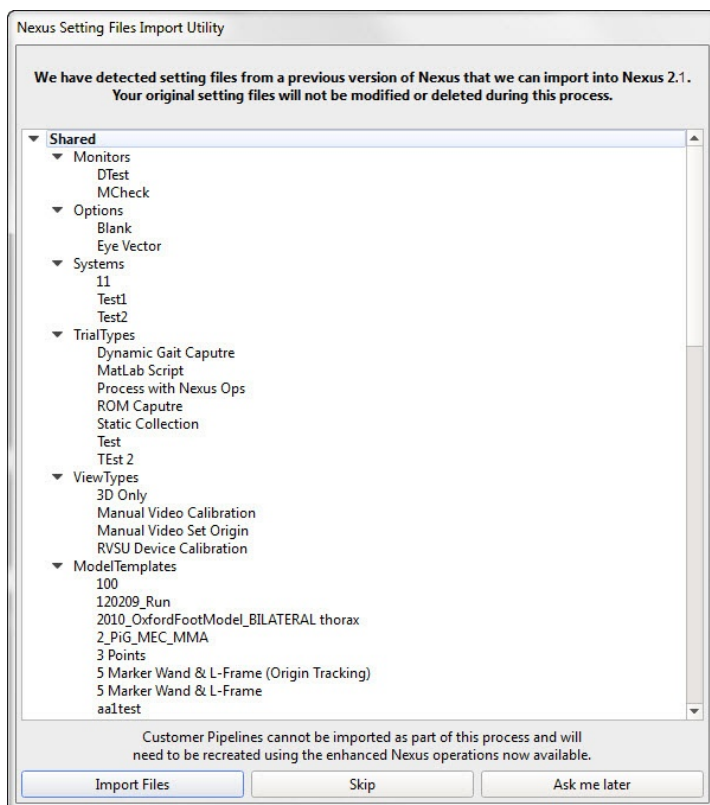 Nexus Setting Files Import Utility
We have detected setting files from a previous version of Nexus that we can import into Nexus 2.1.
Your original setting files will not be modified or deleted during this process.
Shared
Monitors
DTest
MCheck
Options
Blank
Eye Vector
Systems
11
Test1
Test2
TrialTypes
Dynamic Gait Caputre
MatLab Script
Process with Nexus Ops
ROM Caputre
Static Collection
Test
TEst 2
ViewTypes
3D Only
Manual Video Calibration
Manual Video Set Origin
RVSU Device Calibration
ModelTemplates
100
120209_Run
2010_OxfordFootModel_BILATERAL thorax
2_PiG_MEC_MMA
3 Points
5 Marker Wand & L-Frame (Origin Tracking)
5 Marker Wand & L-Frame
aa1test
Customer Pipelines cannot be imported as part of this process and will
need to be recreated using the enhanced Nexus operations now available.
Import Files Skip Ask me later